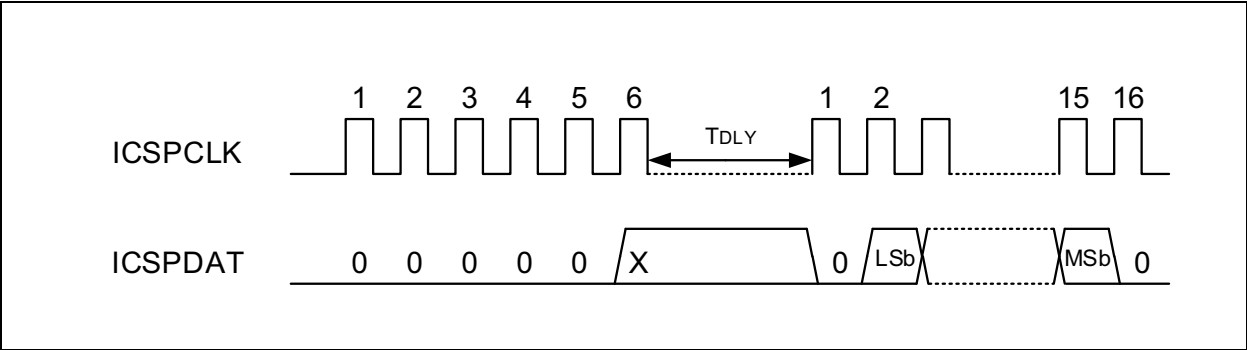 1 2 3 4 5 6 1 2 15 16
ICSPCLK TDLY
ICSPDAT 0 0 0 0 0 X 0 LSb MSb 0